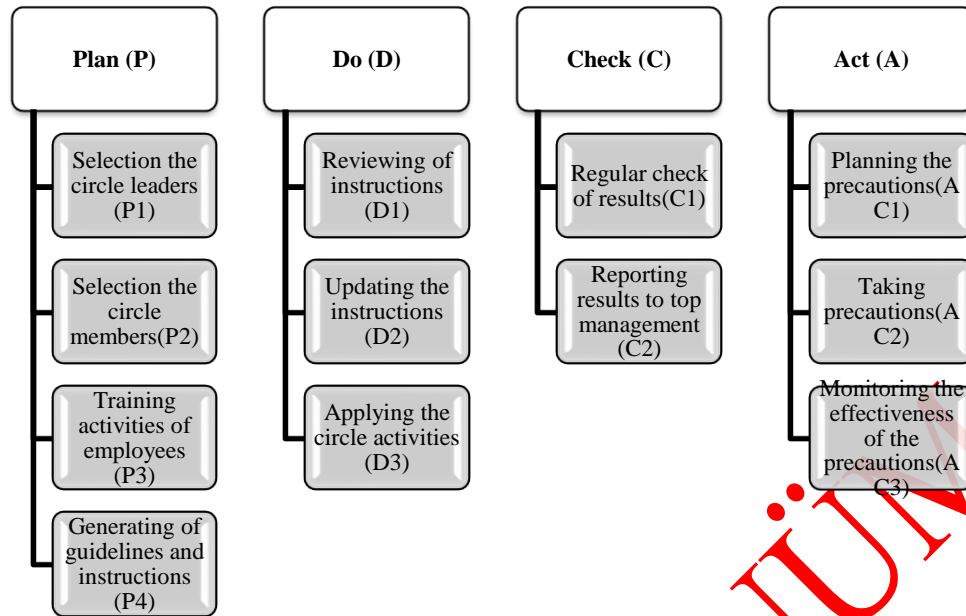 Plan (P)
Selection the
circle leaders
(P1)
Selection the
circle
members(P2)
Training
activities of
employees
(P3)
Generating of
guidelines and
instructions
(P4)
Do (D)
Reviewing of
instructions
(D1)
Updating the
instructions
(D2)
Applying the
circle activities
(D3)
Check (C)
Regular check
of results(C1)
Reporting
results to top
management
(C2)
Act (A)
Planning the
precautions(A
C1)
Taking
precautions(A
C2)
Monitoring the
effectiveness
of the
precautions(A
C3)